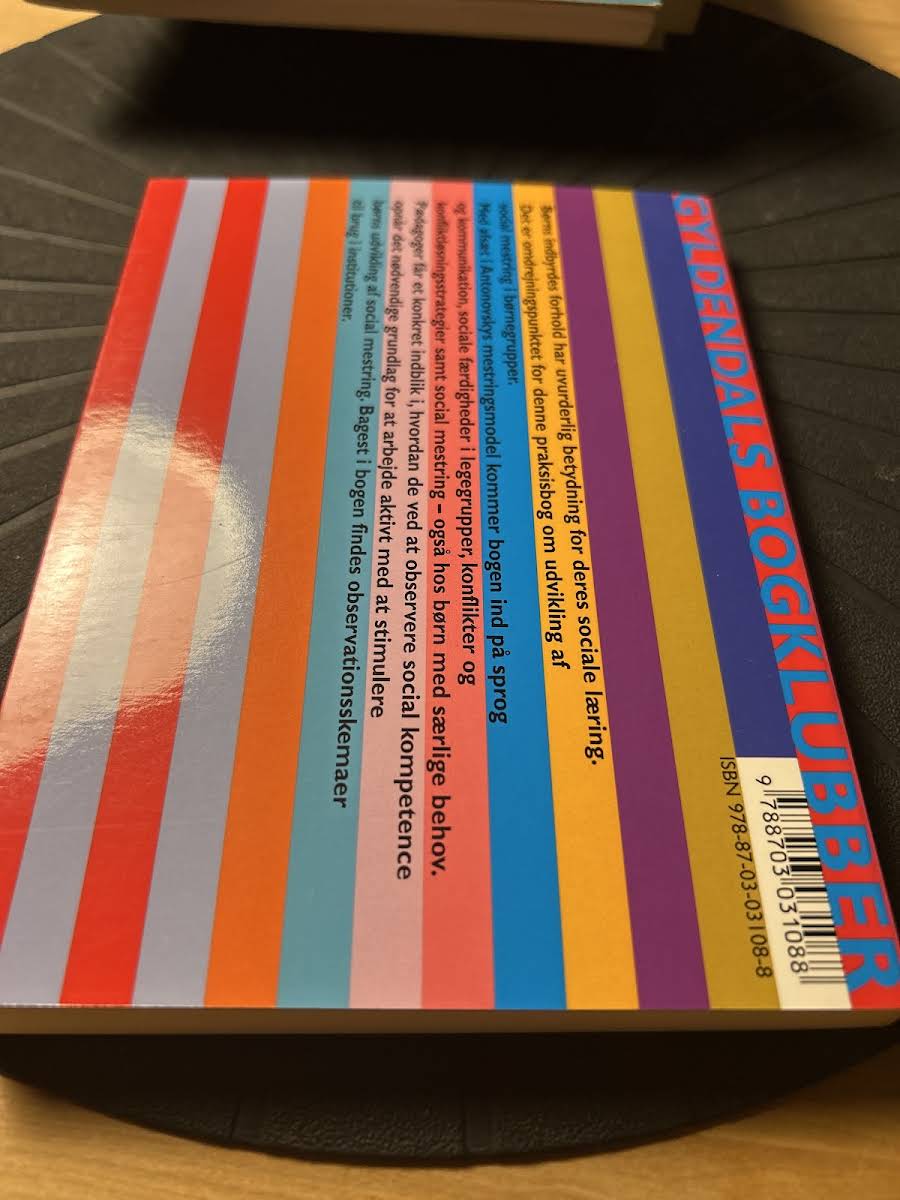 GYLDENDALS BOGKLUBBER
Børns indbyrdes forhold har uvurderlig betydning for deres sociale læring.
Det er omdrejningspunktet for denne praksisbog om udvikling af
social mestring i børnegrupper.
Med afsæt i Antonovskys mestringsmodel kommer bogen ind på sprog
og kommunikation, sociale færdigheder i legegrupper, konflikter og
konfliktløsningsstrategier samt social mestring – også hos børn med særlige behov.
Pædagoger får et konkret indblik i, hvordan de ved at observere social kompetence
opnår det nødvendige grundlag for at arbejde aktivt med at stimulere
børns udvikling af social mestring. Bagest i bogen findes observationsskemaer
til brug i institutioner.
9 788703 031088
ISBN 978-87-03-03108-8